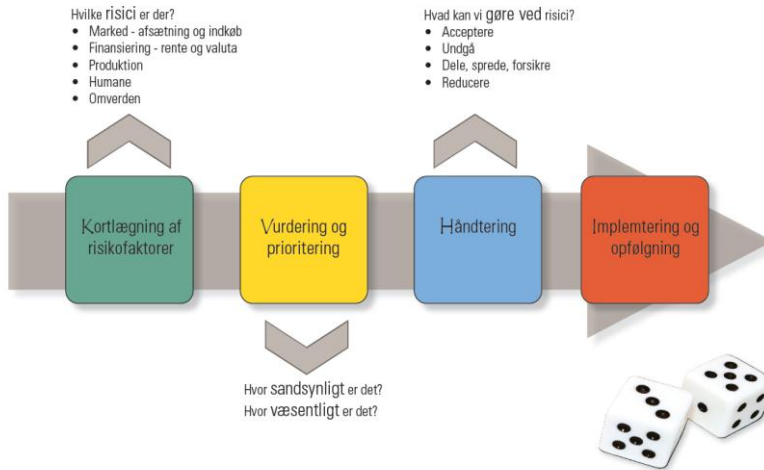 Hvilke risici er der?
• Marked - afsætning og indkøb
• Finansiering - rente og valuta
• Produktion
• Humane
• Omverden
Hvad kan vi gøre ved risici?
• Acceptere
• Undgå
• Dele, sprede, forsikre
• Reducere
Kortlægning af
risikofaktorer
Vurdering og
prioritering
Håndtering
Implemtering og
opfølgning
Hvor sandsynligt er det?
Hvor væsentligt er det?